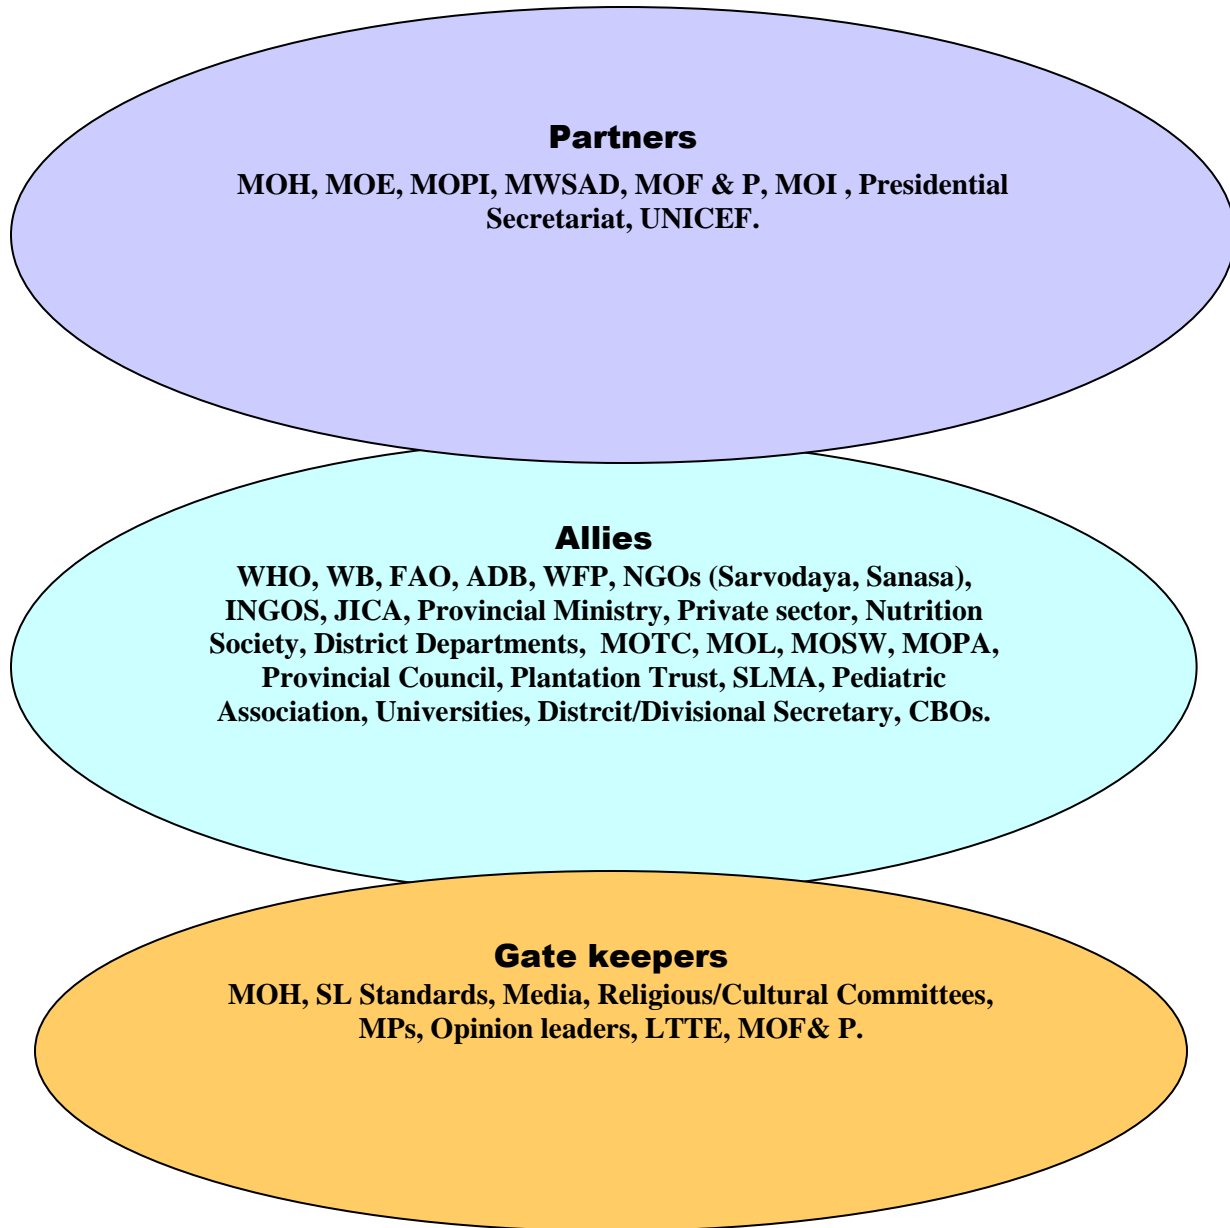 Partners
MOH, MOE, MOPI, MWSAD, MOF & P, MOI , Presidential
Secretariat, UNICEF.
Allies
WHO, WB, FAO, ADB, WFP, NGOs (Sarvodaya, Sanasa),
INGOS, JICA, Provincial Ministry, Private sector, Nutrition
Society, District Departments,  MOTC, MOL, MOSW, MOPA,
Provincial Council, Plantation Trust, SLMA, Pediatric
Association, Universities, Distrcit/Divisional Secretary, CBOs.
Gate keepers
MOH, SL Standards, Media, Religious/Cultural Committees,
MPs, Opinion leaders, LTTE, MOF& P.